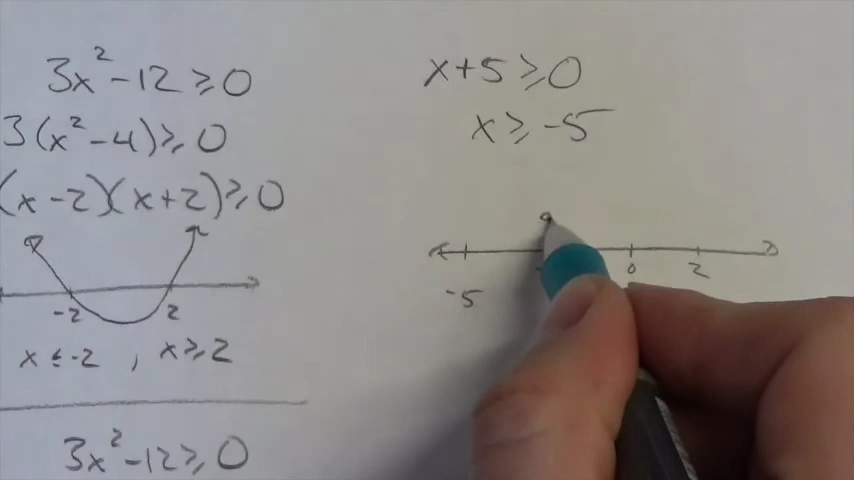 3x² -12 ≥ 0
3(x² - 4) ≥ 0
(x - 2)(x + 2) ≥ 0
-2 2
x ≤ -2 , x ≥ 2
3x² -12 ≥ 0
x + 5 ≥ 0
x ≥ -5
-5 0 2